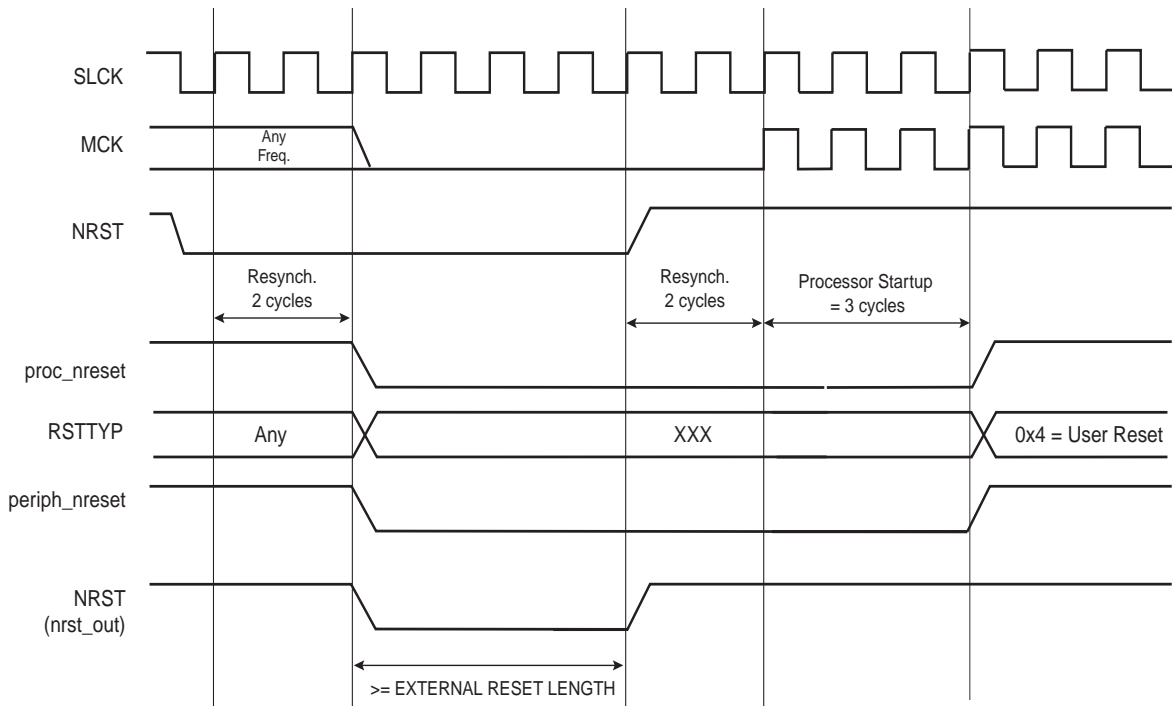 SLCK
MCK
Any
Freq.
NRST
Resynch.
2 cycles
Resynch.
2 cycles
Processor Startup
= 3 cycles
proc_nreset
RSTTYP
Any
XXX
0x4 = User Reset
periph_nreset
NRST
(nrst_out)
>= EXTERNAL RESET LENGTH